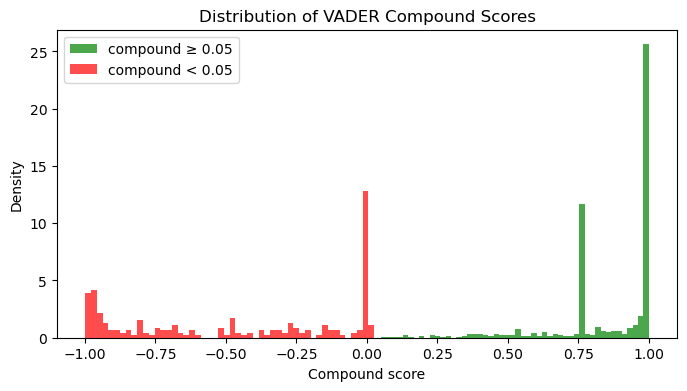 Distribution of VADER Compound Scores
compound ≥ 0.05
compound < 0.05
25
20
15
10
5
0
Density
−1.00 −0.75 −0.50 −0.25 0.00 0.25 0.50 0.75 1.00
Compound score